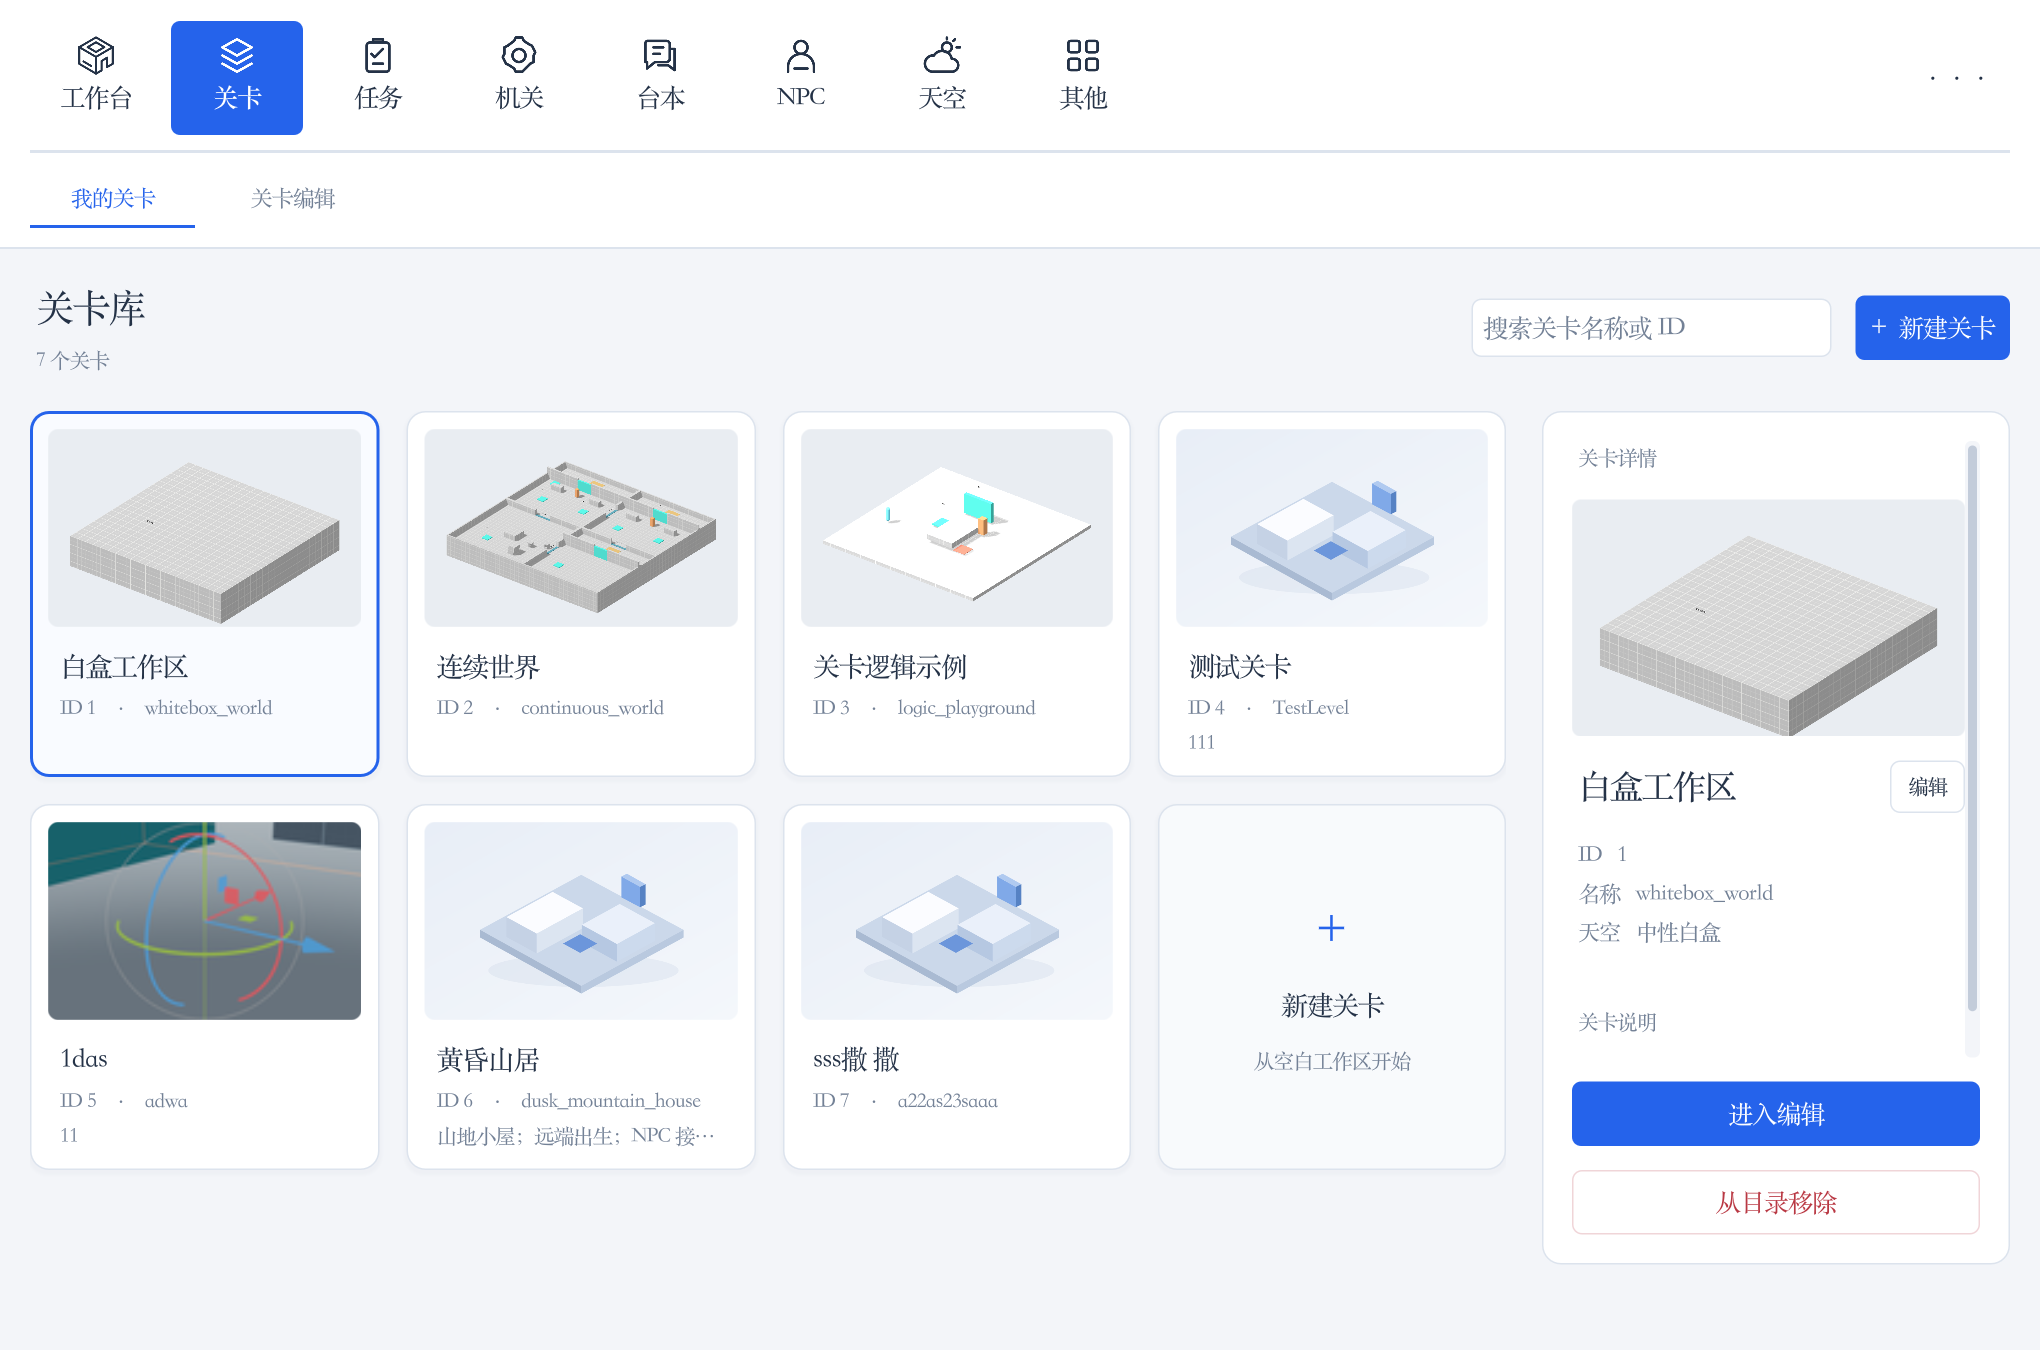 工作台
关卡
任务
机关
台本
NPC
天空
其他
· · ·
我的关卡
关卡编辑
关卡库
7 个关卡
搜索关卡名称或 ID
+ 新建关卡
白盒工作区
ID 1 · whitebox_world
连续世界
ID 2 · continuous_world
关卡逻辑示例
ID 3 · logic_playground
测试关卡
ID 4 · TestLevel
111
1das
ID 5 · adwa
11
黄昏山居
ID 6 · dusk_mountain_house
山地小屋；远端出生；NPC 接…
sss撒 撒
ID 7 · a22as23saaa
+
新建关卡
从空白工作区开始
关卡详情
白盒工作区
编辑
ID 1
名称 whitebox_world
天空 中性白盒
关卡说明
进入编辑
从目录移除